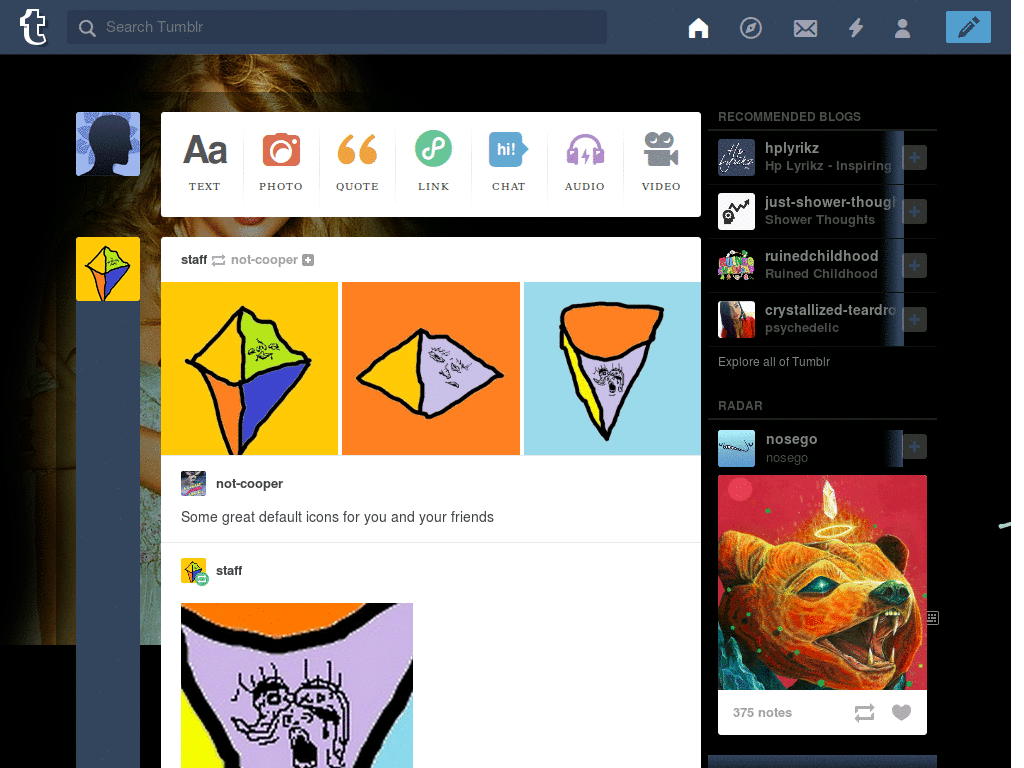 t
Search Tumblr
Aa
hi!
TEXT
PHOTO
QUOTE
LINK
CHAT
AUDIO
VIDEO
staff not-cooper
not-cooper
Some great default icons for you and your friends
staff
RECOMMENDED BLOGS
hplyrikz
Hp Lyrikz - Inspiring
just-shower-though
Shower Thoughts
ruinedchildhood
Ruined Childhood
crystallized-teardro
psychedelic
Explore all of Tumblr
RADAR
nosego
nosego
375 notes